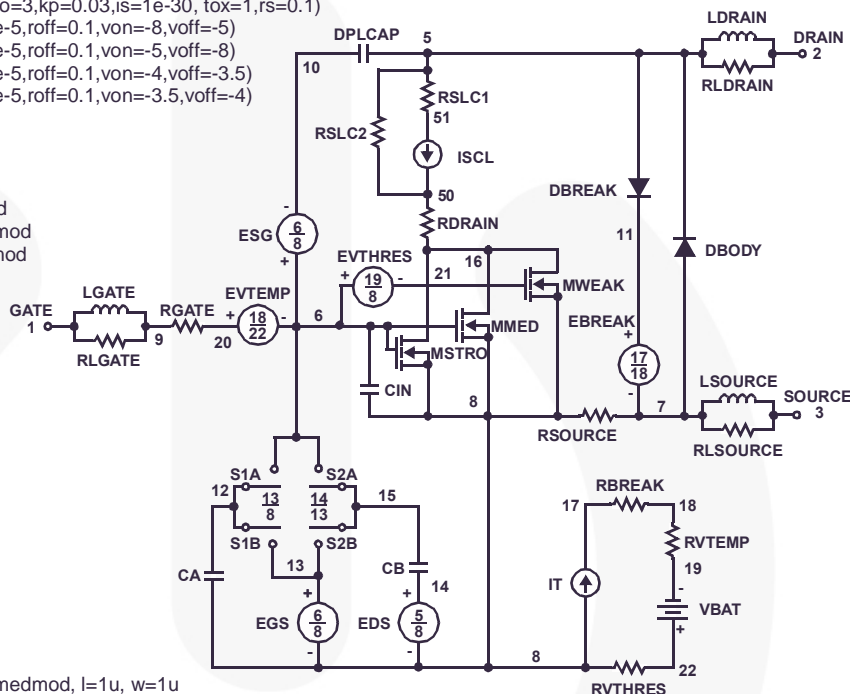 o=3,kp=0.03,is=1e-30, tox=1,rs=0.1)
e-5,roff=0.1,von=-8,voff=-5)
e-5,roff=0.1,von=-5,voff=-8)
e-5,roff=0.1,von=-4,voff=-3.5)
e-5,roff=0.1,von=-3.5,voff=-4)
d
mod
mod
LDRAIN
DPLCAP 5 DRAIN
10 2
RLDRAIN
RSLC1
51
RSLC2
ISCL
50
DBREAK
RDRAIN
-
ESG 6
8
+
11
DBODY
EVTHRES
16
+ 19 - 21
8
MWEAK
LGATE
GATE RGATE EVTEMP
1 + 18 - 6
22
MMED
EBREAK
+
9 20
RLGATE
MSTRO
17
18
-
LSOURCE
CIN
8 7 SOURCE
3
RSOURCE
RLSOURCE
S1A S2A
12 13 14 15
8 13
S1B S2B
RBREAK
17 18
RVTEMP
13
CA CB
14
IT
19
-
VBAT
+
+ +
EGS 6 EDS 5
8 8
- -
8 22
RVTHRES
medmod, l=1u, w=1u